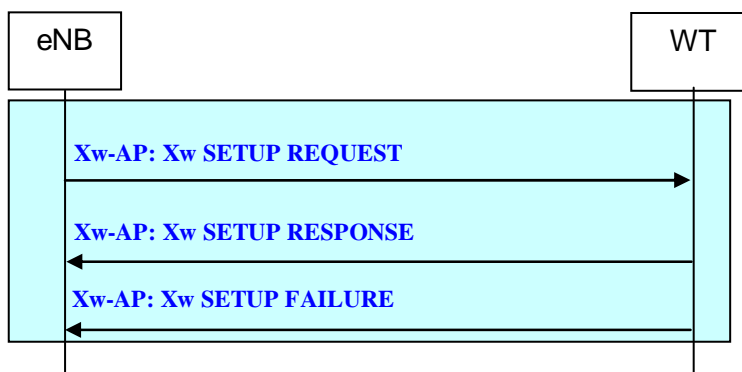 eNB
WT
Xw-AP: Xw SETUP REQUEST
Xw-AP: Xw SETUP RESPONSE
Xw-AP: Xw SETUP FAILURE